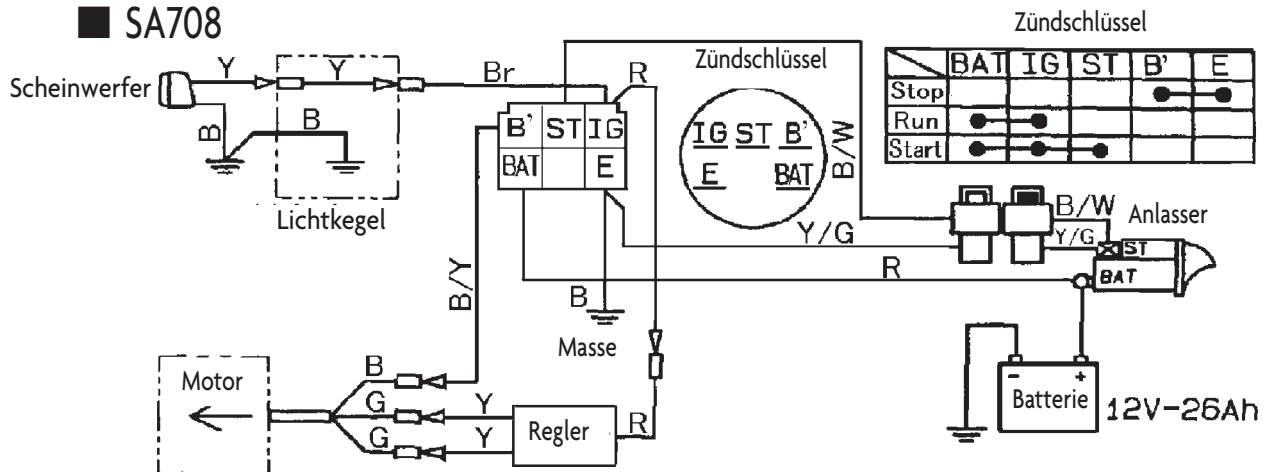 ■ SA708
Zündschlüssel
Scheinwerfer
Y
Y
Br
R
Zündschlüssel
BAT IG ST B' E
Stop
Run
Start
B
B
B' ST IG
BAT E
IG ST B'
E BAT
B/W
Lichtkegel
Y/G
B/W
Anlasser
Y/G
ST
BAT
R
B/Y
B
Masse
Motor
B
G
Y
G
Y
Regler
R
- +
Batterie
12V-26Ah